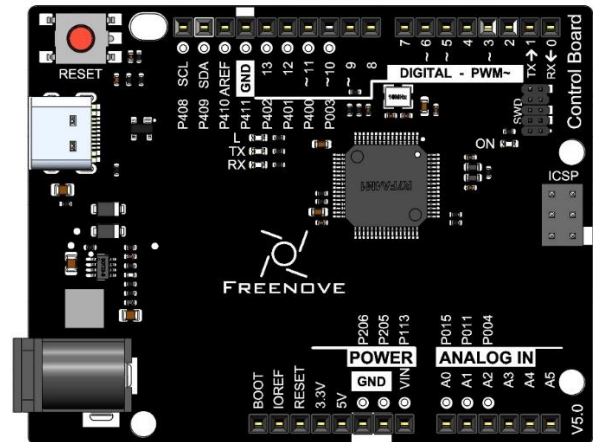 RESET
SCL
SDA
AREF
GND
13
12
~11
~10
~9
8
7
~6
~5
4
~3
2
TX→1
RX←0
P408
P409
P410
P411
P402
P401
P400
P003
DIGITAL - PWM~
Control Board
16MHz
SWD
L
TX
RX
ON
RA4M1
ICSP
FREENOVE
P206
P205
P113
P015
P011
P004
POWER
ANALOG IN
BOOT
IOREF
RESET
3.3V
5V
GND
VIN
A0
A1
A2
A3
A4
A5
V5.0